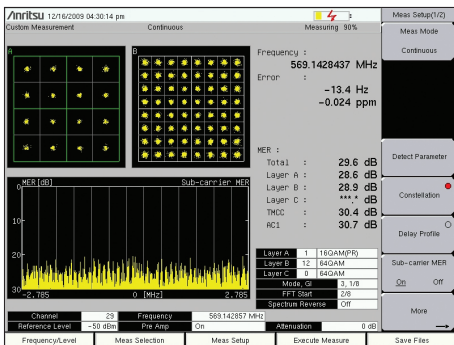 Anritsu 12/16/2009 04:30:14 pm
Custom Measurement Continuous Measuring 90%
Meas Setup(1/2)
Meas Mode
Continuous
A
B
Frequency :
569.1428437 MHz
Error :
-13.4 Hz
-0.024 ppm
MER :
Total : 29.6 dB
Layer A : 28.6 dB
Layer B : 28.9 dB
Layer C : ***.* dB
TMCC : 30.4 dB
AC1 : 30.7 dB
Detect Parameter
Constellation
Delay Profile
Sub-carrier MER
On Off
More
MER[dB] Sub-carrier MER
0
10
20
30
-2.785 0 [MHz] 2.785
Layer A 1 16QAM(PR)
Layer B 12 64QAM
Layer C 0 64QAM
Mode, GI 3, 1/8
FFT Start 2/8
Spectrum Reverse Off
Channel 29 Frequency 569.142857 MHz
Reference Level -50 dBm Pre Amp On Attenuation 0 dB
Frequency/Level Meas Selection Meas Setup Execute Measure Save Files